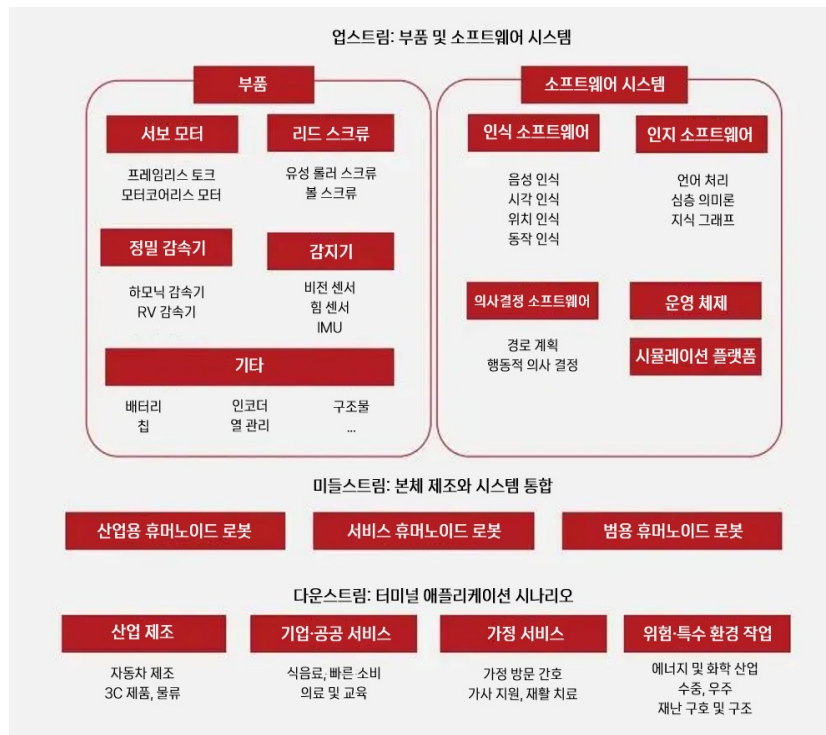 업스트림: 부품 및 소프트웨어 시스템
부품
서보 모터
프레임리스 토크
모터코어리스 모터
리드 스크류
유성 롤러 스크류
볼 스크류
정밀 감속기
하모닉 감속기
RV 감속기
감지기
비전 센서
힘 센서
IMU
기타
배터리
칩
인코더
열 관리
구조물
...
소프트웨어 시스템
인식 소프트웨어
음성 인식
시각 인식
위치 인식
동작 인식
인지 소프트웨어
언어 처리
심층 의미론
지식 그래프
의사결정 소프트웨어
경로 계획
행동적 의사 결정
운영 체제
시뮬레이션 플랫폼
미들스트림: 본체 제조와 시스템 통합
산업용 휴머노이드 로봇
서비스 휴머노이드 로봇
범용 휴머노이드 로봇
다운스트림: 터미널 애플리케이션 시나리오
산업 제조
자동차 제조
3C 제품, 물류
기업·공공 서비스
식음료, 빠른 소비
의료 및 교육
가정 서비스
가정 방문 간호
가사 지원, 재활 치료
위험·특수 환경 작업
에너지 및 화학 산업
수중, 우주
재난 구호 및 구조